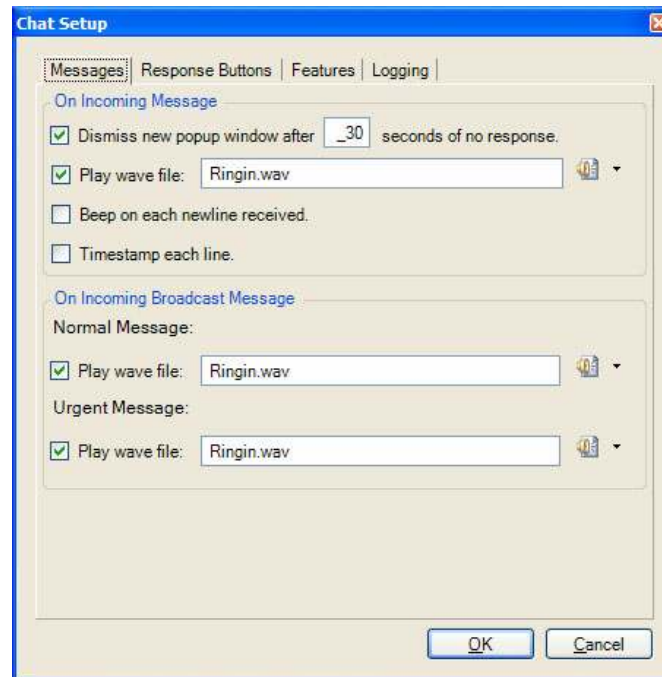 Chat Setup
Messages Response Buttons Features Logging
On Incoming Message
Dismiss new popup window after _30 seconds of no response.
Play wave file: Ringin.wav
Beep on each newline received.
Timestamp each line.
On Incoming Broadcast Message
Normal Message:
Play wave file: Ringin.wav
Urgent Message:
Play wave file: Ringin.wav
OK Cancel